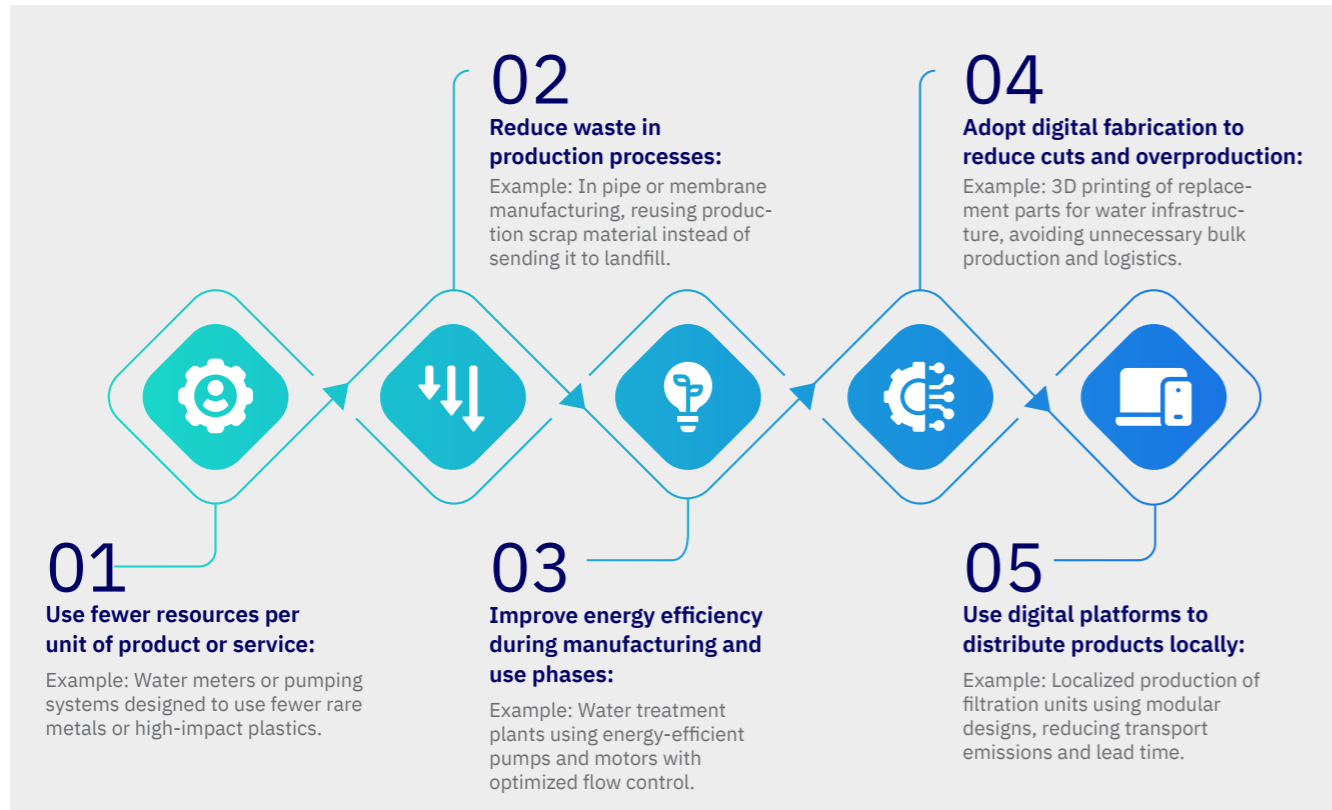 01
Use fewer resources per
unit of product or service:
Example: Water meters or pumping
systems designed to use fewer rare
metals or high-impact plastics.
02
Reduce waste in
production processes:
Example: In pipe or membrane
manufacturing, reusing produc-
tion scrap material instead of
sending it to landfill.
03
Improve energy efficiency
during manufacturing and
use phases:
Example: Water treatment
plants using energy-efficient
pumps and motors with
optimized flow control.
04
Adopt digital fabrication to
reduce cuts and overproduction:
Example: 3D printing of replace-
ment parts for water infrastruc-
ture, avoiding unnecessary bulk
production and logistics.
05
Use digital platforms to
distribute products locally:
Example: Localized production of
filtration units using modular
designs, reducing transport
emissions and lead time.